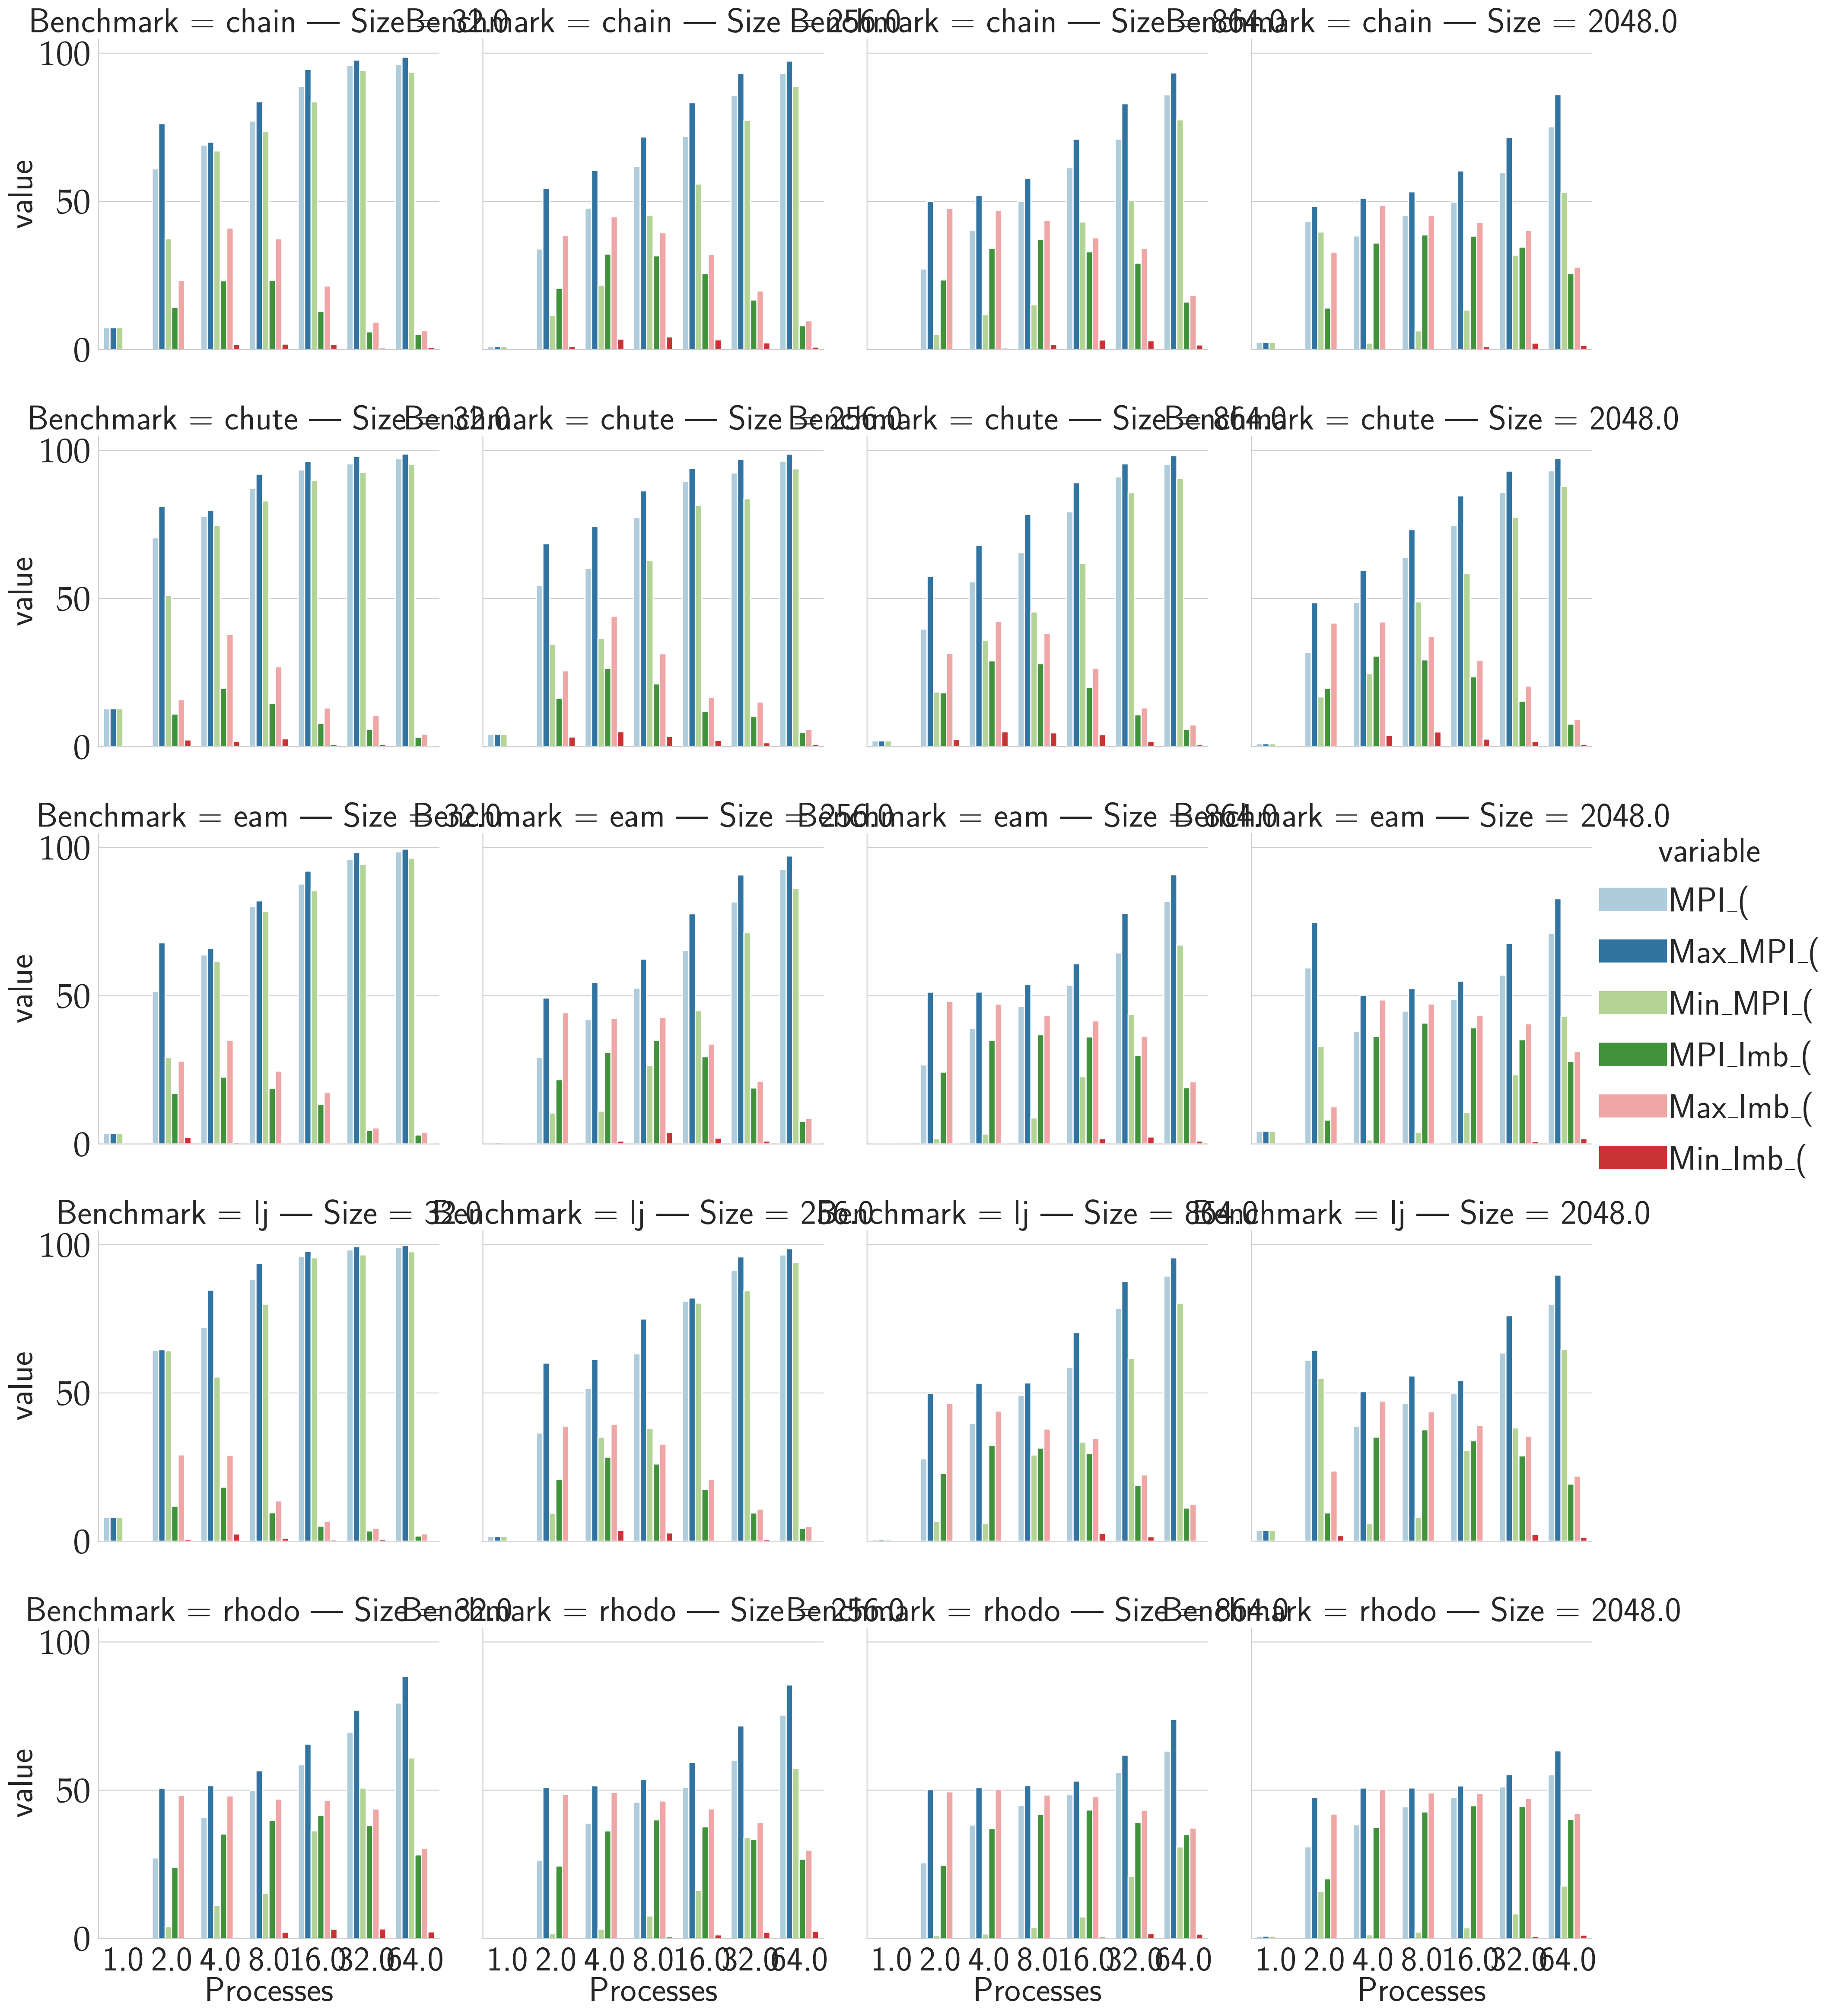 Benchmark = chain — Size = 32.0
Benchmark = chain — Size = 256.0
Benchmark = chain — Size = 864.0
Benchmark = chain — Size = 2048.0
100
50
0
value
Benchmark = chute — Size = 32.0
Benchmark = chute — Size = 256.0
Benchmark = chute — Size = 864.0
Benchmark = chute — Size = 2048.0
100
50
0
value
Benchmark = eam — Size = 32.0
Benchmark = eam — Size = 256.0
Benchmark = eam — Size = 864.0
Benchmark = eam — Size = 2048.0
100
50
0
value
variable
MPI_(
Max_MPI_(
Min_MPI_(
MPI_Imb_(
Max_Imb_(
Min_Imb_(
Benchmark = lj — Size = 32.0
Benchmark = lj — Size = 256.0
Benchmark = lj — Size = 864.0
Benchmark = lj — Size = 2048.0
100
50
0
value
Benchmark = rhodo — Size = 32.0
Benchmark = rhodo — Size = 256.0
Benchmark = rhodo — Size = 864.0
Benchmark = rhodo — Size = 2048.0
100
50
0
value
1.0 2.0 4.0 8.0 16.0 32.0 64.0
Processes
1.0 2.0 4.0 8.0 16.0 32.0 64.0
Processes
1.0 2.0 4.0 8.0 16.0 32.0 64.0
Processes
1.0 2.0 4.0 8.0 16.0 32.0 64.0
Processes